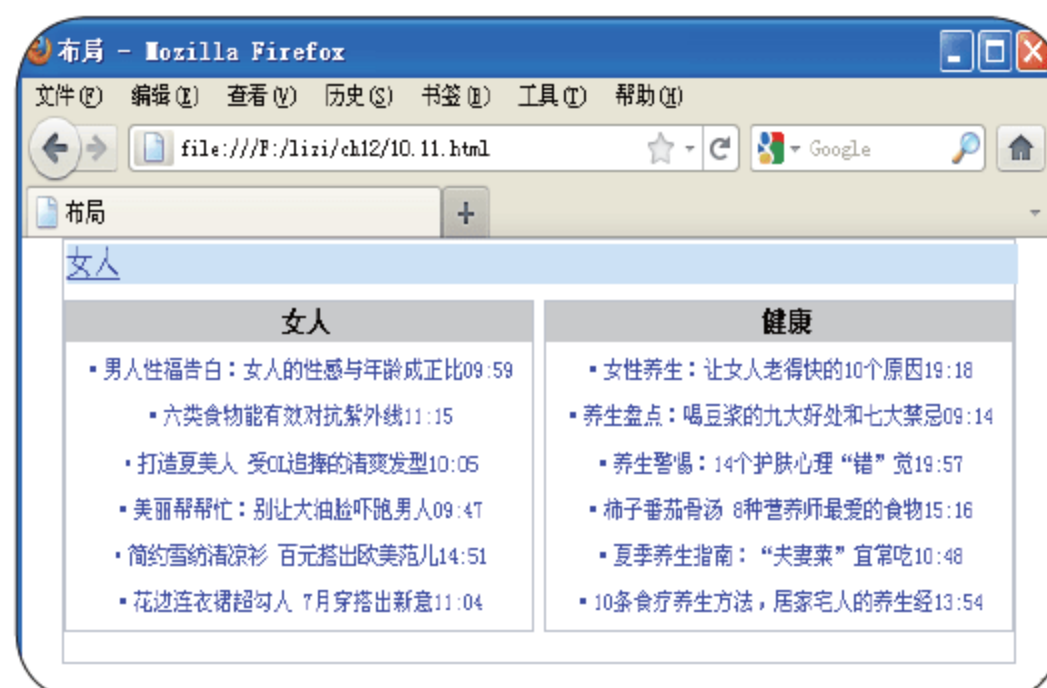 布局 - Mozilla Firefox
文件(F) 编辑(E) 查看(V) 历史(S) 书签(B) 工具(T) 帮助(H)
file:///F:/lizi/ch12/10.11.html Google
布局
女人
女人
▪男人性福告白：女人的性感与年龄成正比09:59
▪六类食物能有效对抗紫外线11:15
▪打造夏美人 受OL追捧的清爽发型10:05
▪美丽帮帮忙：别让大油脸吓跑男人09:47
▪简约雪纺清凉衫 百元搭出欧美范儿14:51
▪花边连衣裙超勾人 7月穿搭出新意11:04
健康
▪女性养生：让女人老得快的10个原因19:18
▪养生盘点：喝豆浆的九大好处和七大禁忌09:14
▪养生警惕：14个护肤心理“错”觉19:57
▪柿子番茄骨汤 8种营养师最爱的食物15:16
▪夏季养生指南：“夫妻菜”宜常吃10:48
▪10条食疗养生方法，居家宅人的养生经13:54